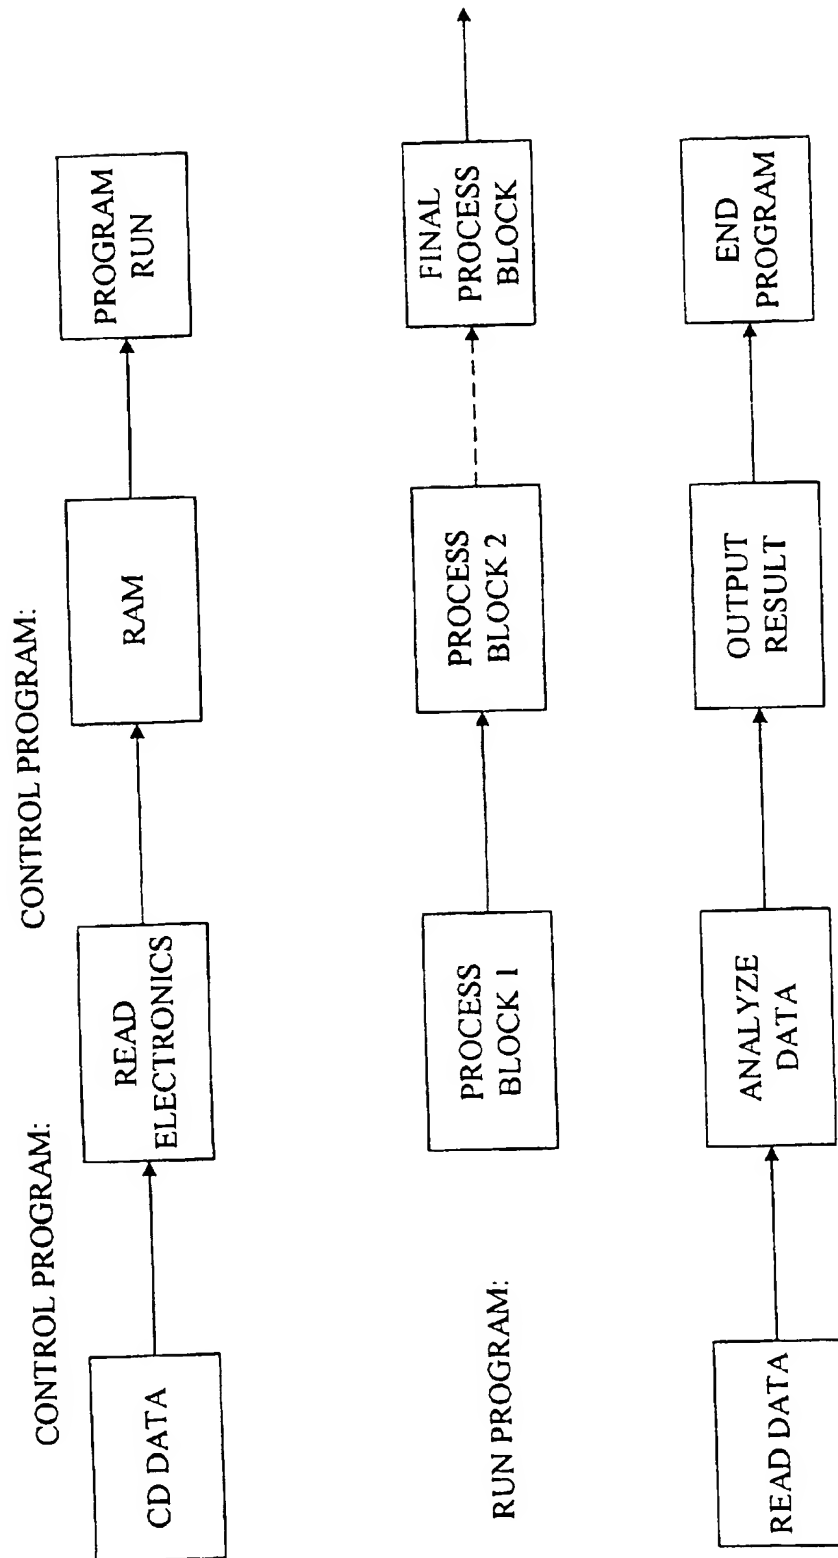 CONTROL PROGRAM:
CONTROL PROGRAM:
CD DATA
READ
ELECTRONICS
RAM
PROGRAM
RUN
RUN PROGRAM:
PROCESS
BLOCK 1
PROCESS
BLOCK 2
FINAL
PROCESS
BLOCK
READ DATA
ANALYZE
DATA
OUTPUT
RESULT
END
PROGRAM